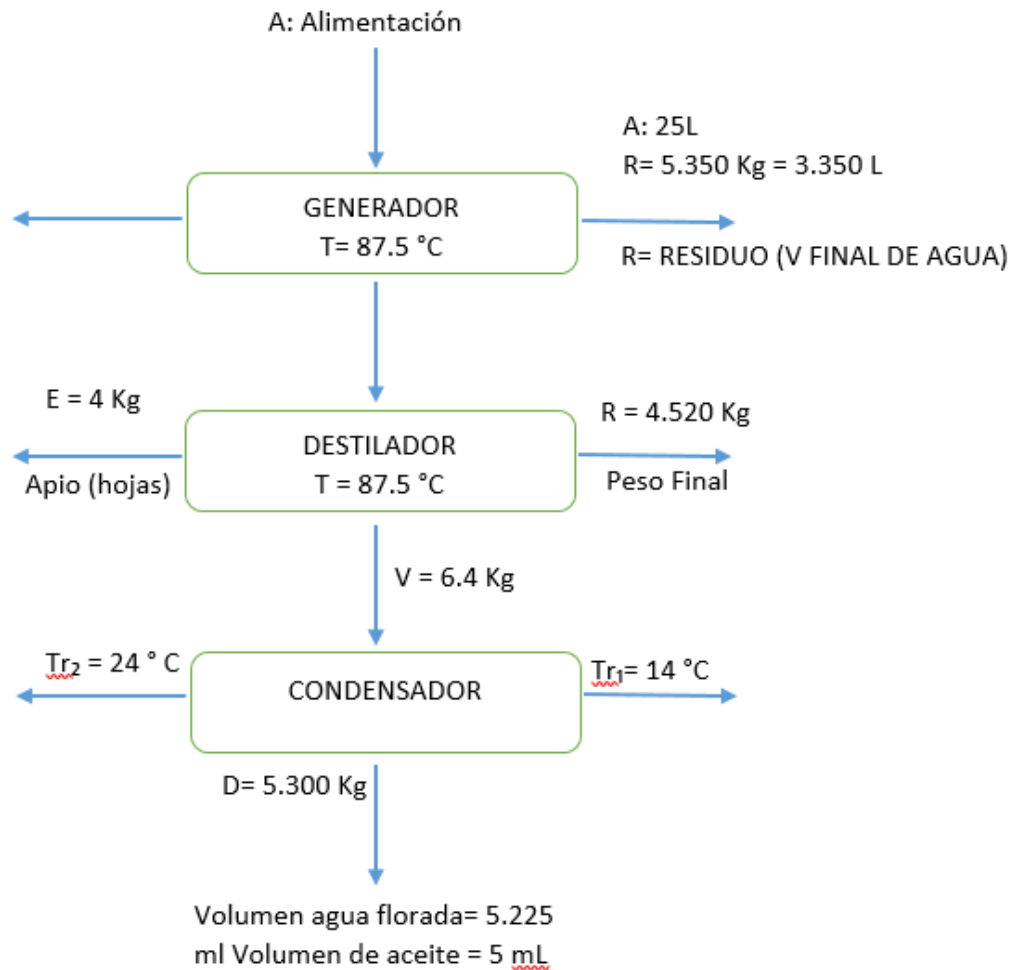 A: Alimentación
A: 25L
R= 5.350 Kg = 3.350 L
GENERADOR
T= 87.5 °C
R= RESIDUO (V FINAL DE AGUA)
E = 4 Kg
R = 4.520 Kg
DESTILADOR
T = 87.5 °C
Apio (hojas)
Peso Final
V = 6.4 Kg
Tr₂ = 24 ° C
Tr₁= 14 °C
CONDENSADOR
D= 5.300 Kg
Volumen agua florada= 5.225
ml Volumen de aceite = 5 mL